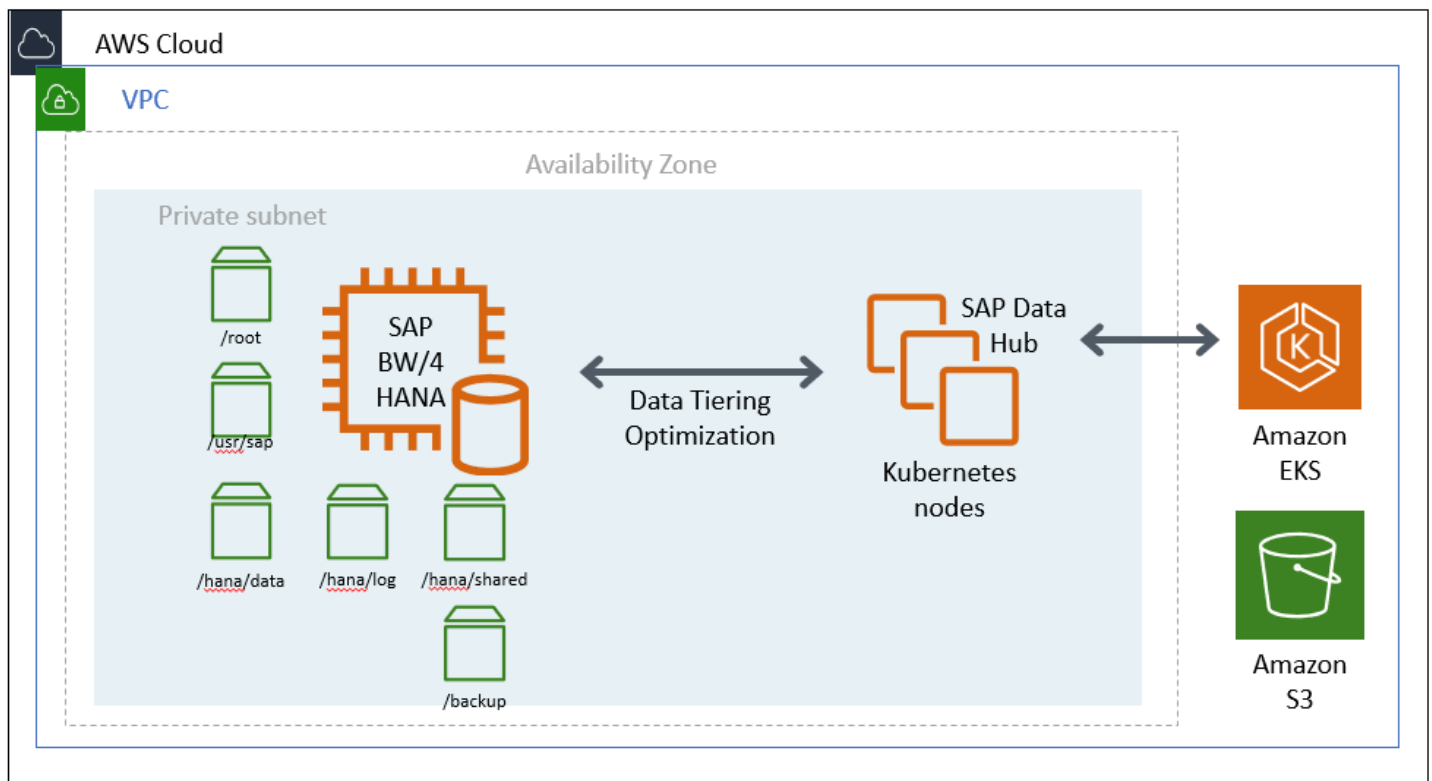 AWS Cloud
VPC
Availability Zone
Private subnet
/root
/usr/sap
SAP
BW/4
HANA
/hana/data
/hana/log
/hana/shared
/backup
Data Tiering
Optimization
SAP Data
Hub
Kubernetes
nodes
K
Amazon
EKS
Amazon
S3